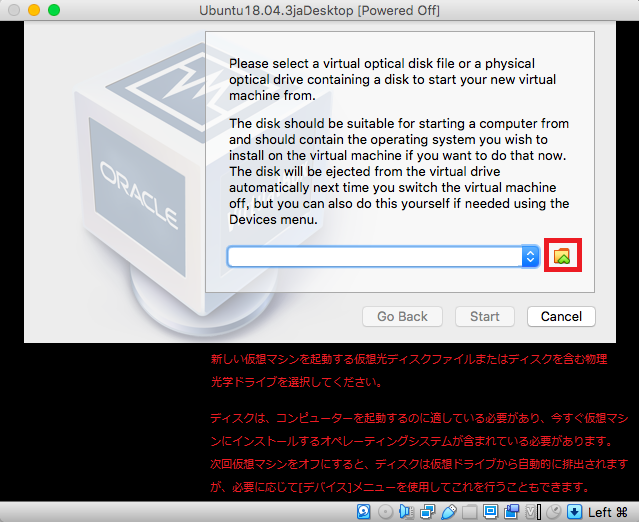 Ubuntu18.04.3jaDesktop [Powered Off]
Please select a virtual optical disk file or a physical
optical drive containing a disk to start your new virtual
machine from.
The disk should be suitable for starting a computer from
and should contain the operating system you wish to
install on the virtual machine if you want to do that now.
The disk will be ejected from the virtual drive
automatically next time you switch the virtual machine
off, but you can also do this yourself if needed using the
Devices menu.
ORACLE
Go Back
Start
Cancel
新しい仮想マシンを起動する仮想光ディスクファイルまたはディスクを含む物理
光学ドライブを選択してください。
ディスクは、コンピューターを起動するのに適している必要があり、今すぐ仮想マシ
ンにインストールするオペレーティングシステムが含まれている必要があります。
次回仮想マシンをオフにすると、ディスクは仮想ドライブから自動的に排出されます
が、必要に応じて[デバイス]メニューを使用してこれを行うこともできます。
Left ⌘